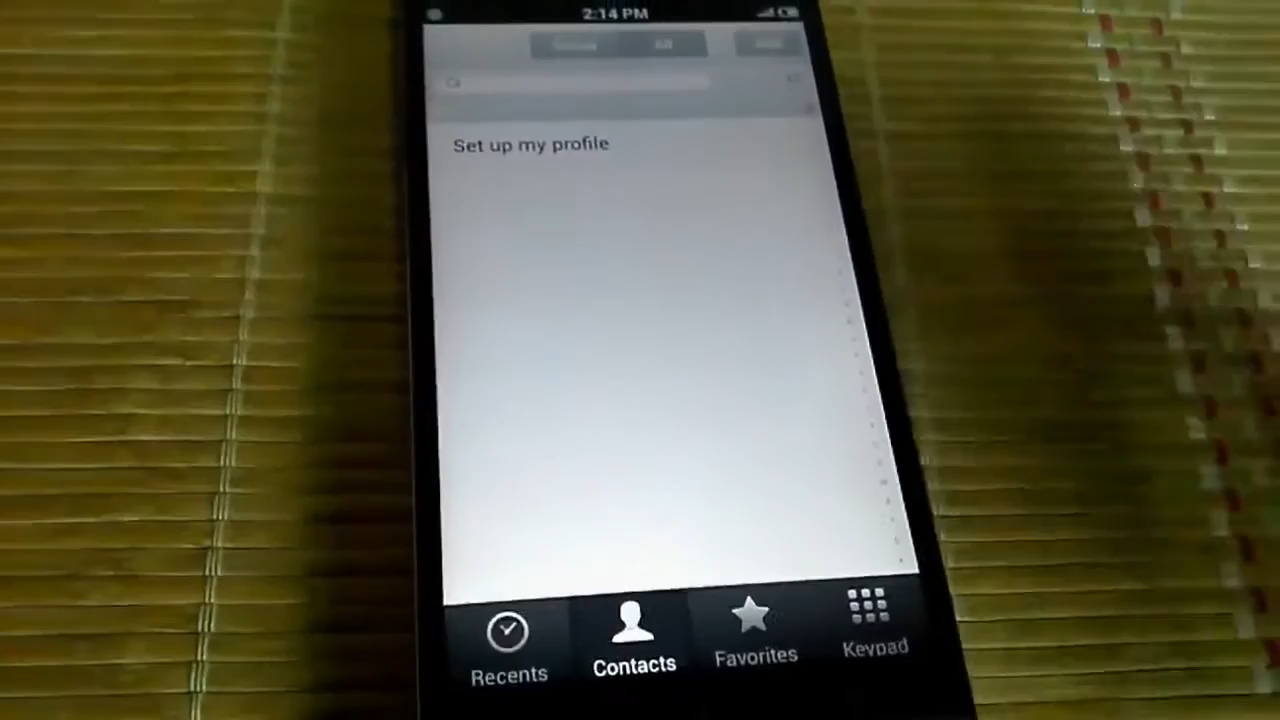 2:14 PM
Set up my profile
Recents
Contacts
Favorites
Keypad